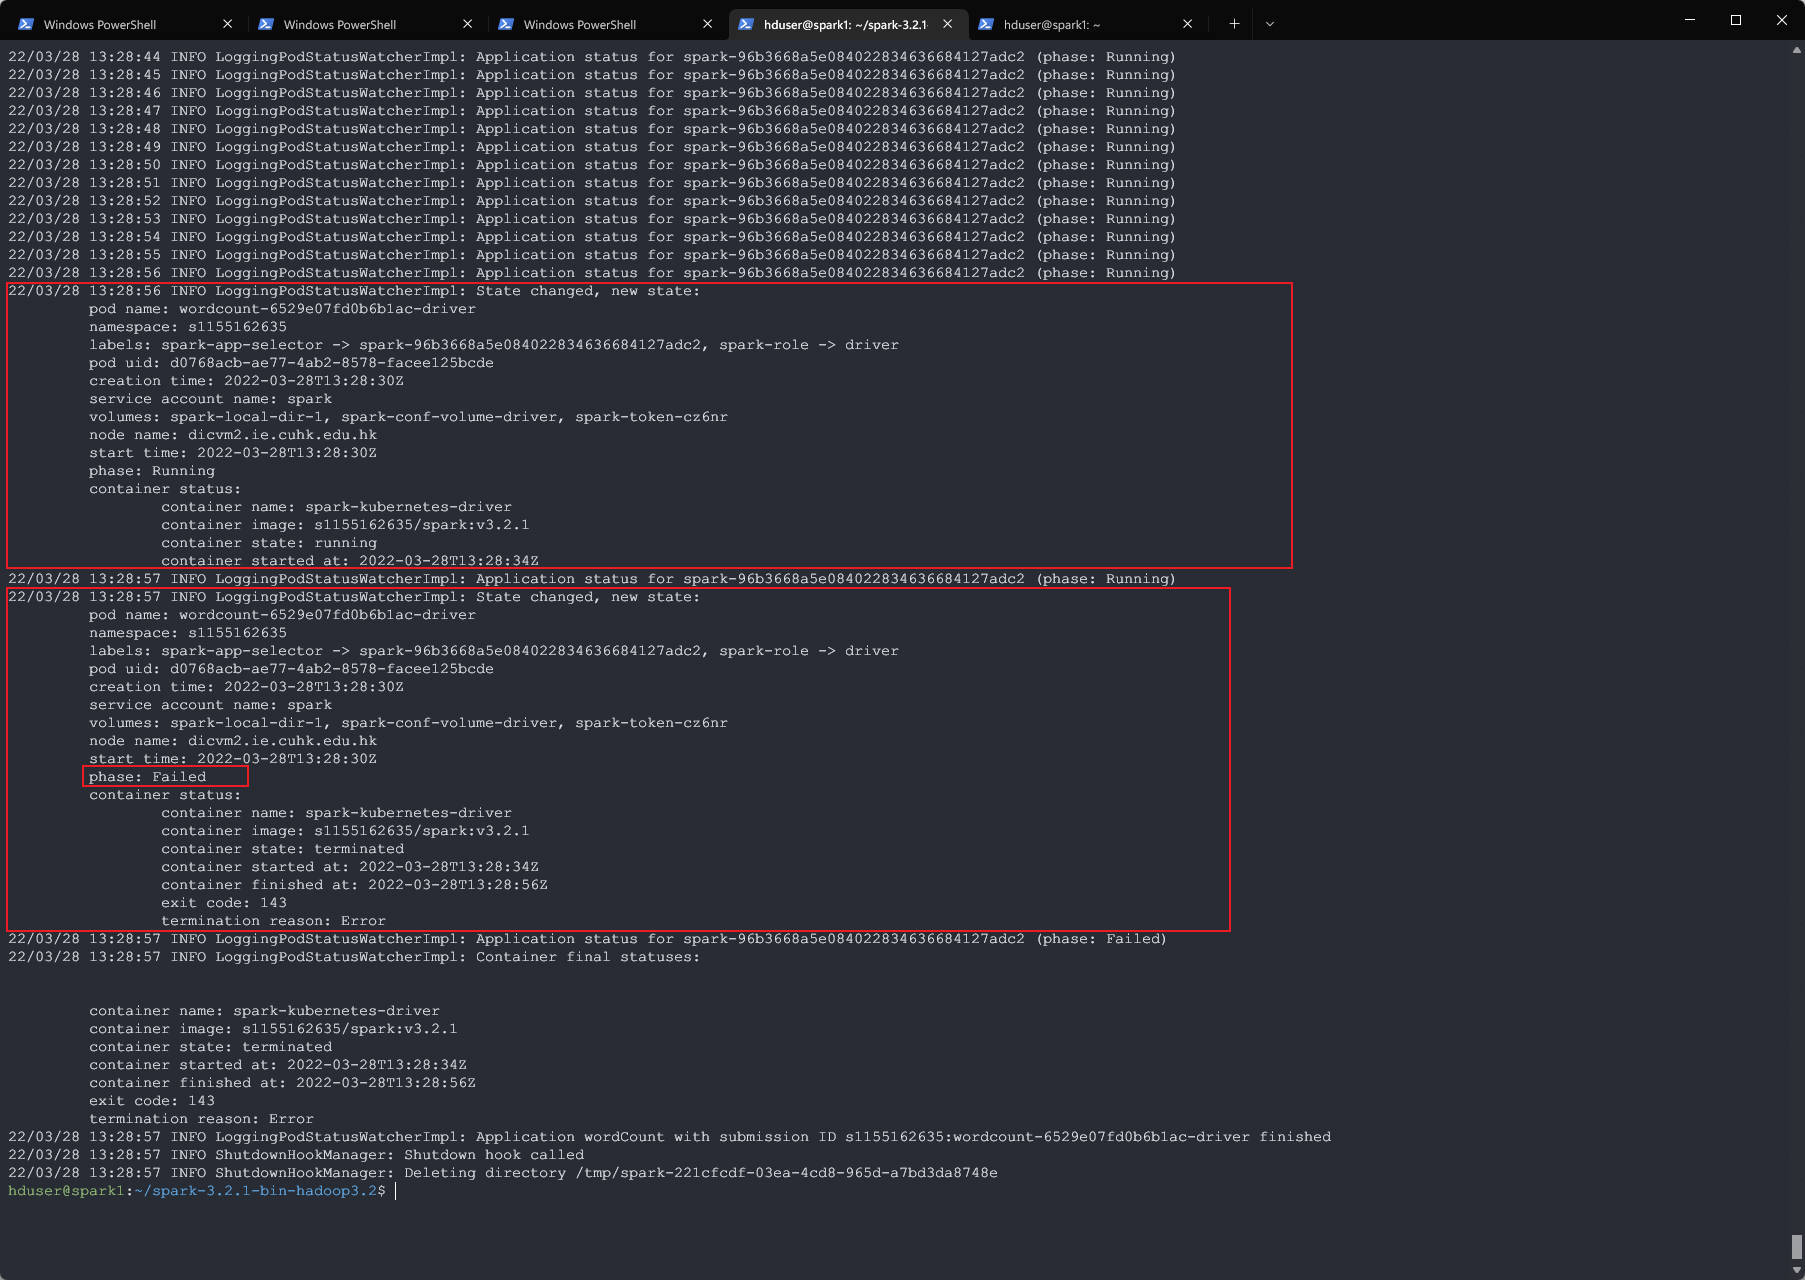 Windows PowerShell
Windows PowerShell
Windows PowerShell
hduser@spark1: ~/spark-3.2.1-
hduser@spark1: ~
22/03/28 13:28:44 INFO LoggingPodStatusWatcherImpl: Application status for spark-96b3668a5e084022834636684127adc2 (phase: Running)
22/03/28 13:28:45 INFO LoggingPodStatusWatcherImpl: Application status for spark-96b3668a5e084022834636684127adc2 (phase: Running)
22/03/28 13:28:46 INFO LoggingPodStatusWatcherImpl: Application status for spark-96b3668a5e084022834636684127adc2 (phase: Running)
22/03/28 13:28:47 INFO LoggingPodStatusWatcherImpl: Application status for spark-96b3668a5e084022834636684127adc2 (phase: Running)
22/03/28 13:28:48 INFO LoggingPodStatusWatcherImpl: Application status for spark-96b3668a5e084022834636684127adc2 (phase: Running)
22/03/28 13:28:49 INFO LoggingPodStatusWatcherImpl: Application status for spark-96b3668a5e084022834636684127adc2 (phase: Running)
22/03/28 13:28:50 INFO LoggingPodStatusWatcherImpl: Application status for spark-96b3668a5e084022834636684127adc2 (phase: Running)
22/03/28 13:28:51 INFO LoggingPodStatusWatcherImpl: Application status for spark-96b3668a5e084022834636684127adc2 (phase: Running)
22/03/28 13:28:52 INFO LoggingPodStatusWatcherImpl: Application status for spark-96b3668a5e084022834636684127adc2 (phase: Running)
22/03/28 13:28:53 INFO LoggingPodStatusWatcherImpl: Application status for spark-96b3668a5e084022834636684127adc2 (phase: Running)
22/03/28 13:28:54 INFO LoggingPodStatusWatcherImpl: Application status for spark-96b3668a5e084022834636684127adc2 (phase: Running)
22/03/28 13:28:55 INFO LoggingPodStatusWatcherImpl: Application status for spark-96b3668a5e084022834636684127adc2 (phase: Running)
22/03/28 13:28:56 INFO LoggingPodStatusWatcherImpl: Application status for spark-96b3668a5e084022834636684127adc2 (phase: Running)
22/03/28 13:28:56 INFO LoggingPodStatusWatcherImpl: State changed, new state:
pod name: wordcount-6529e07fd0b6b1ac-driver
namespace: s1155162635
labels: spark-app-selector -> spark-96b3668a5e084022834636684127adc2, spark-role -> driver
pod uid: d0768acb-ae77-4ab2-8578-facee125bcde
creation time: 2022-03-28T13:28:30Z
service account name: spark
volumes: spark-local-dir-1, spark-conf-volume-driver, spark-token-cz6nr
node name: dicvm2.ie.cuhk.edu.hk
start time: 2022-03-28T13:28:30Z
phase: Running
container status:
container name: spark-kubernetes-driver
container image: s1155162635/spark:v3.2.1
container state: running
container started at: 2022-03-28T13:28:34Z
22/03/28 13:28:57 INFO LoggingPodStatusWatcherImpl: Application status for spark-96b3668a5e084022834636684127adc2 (phase: Running)
22/03/28 13:28:57 INFO LoggingPodStatusWatcherImpl: State changed, new state:
pod name: wordcount-6529e07fd0b6b1ac-driver
namespace: s1155162635
labels: spark-app-selector -> spark-96b3668a5e084022834636684127adc2, spark-role -> driver
pod uid: d0768acb-ae77-4ab2-8578-facee125bcde
creation time: 2022-03-28T13:28:30Z
service account name: spark
volumes: spark-local-dir-1, spark-conf-volume-driver, spark-token-cz6nr
node name: dicvm2.ie.cuhk.edu.hk
start time: 2022-03-28T13:28:30Z
phase: Failed
container status:
container name: spark-kubernetes-driver
container image: s1155162635/spark:v3.2.1
container state: terminated
container started at: 2022-03-28T13:28:34Z
container finished at: 2022-03-28T13:28:56Z
exit code: 143
termination reason: Error
22/03/28 13:28:57 INFO LoggingPodStatusWatcherImpl: Application status for spark-96b3668a5e084022834636684127adc2 (phase: Failed)
22/03/28 13:28:57 INFO LoggingPodStatusWatcherImpl: Container final statuses:
container name: spark-kubernetes-driver
container image: s1155162635/spark:v3.2.1
container state: terminated
container started at: 2022-03-28T13:28:34Z
container finished at: 2022-03-28T13:28:56Z
exit code: 143
termination reason: Error
22/03/28 13:28:57 INFO LoggingPodStatusWatcherImpl: Application wordCount with submission ID s1155162635:wordcount-6529e07fd0b6b1ac-driver finished
22/03/28 13:28:57 INFO ShutdownHookManager: Shutdown hook called
22/03/28 13:28:57 INFO ShutdownHookManager: Deleting directory /tmp/spark-221cfcdf-03ea-4cd8-965d-a7bd3da8748e
hduser@spark1:~/spark-3.2.1-bin-hadoop3.2$